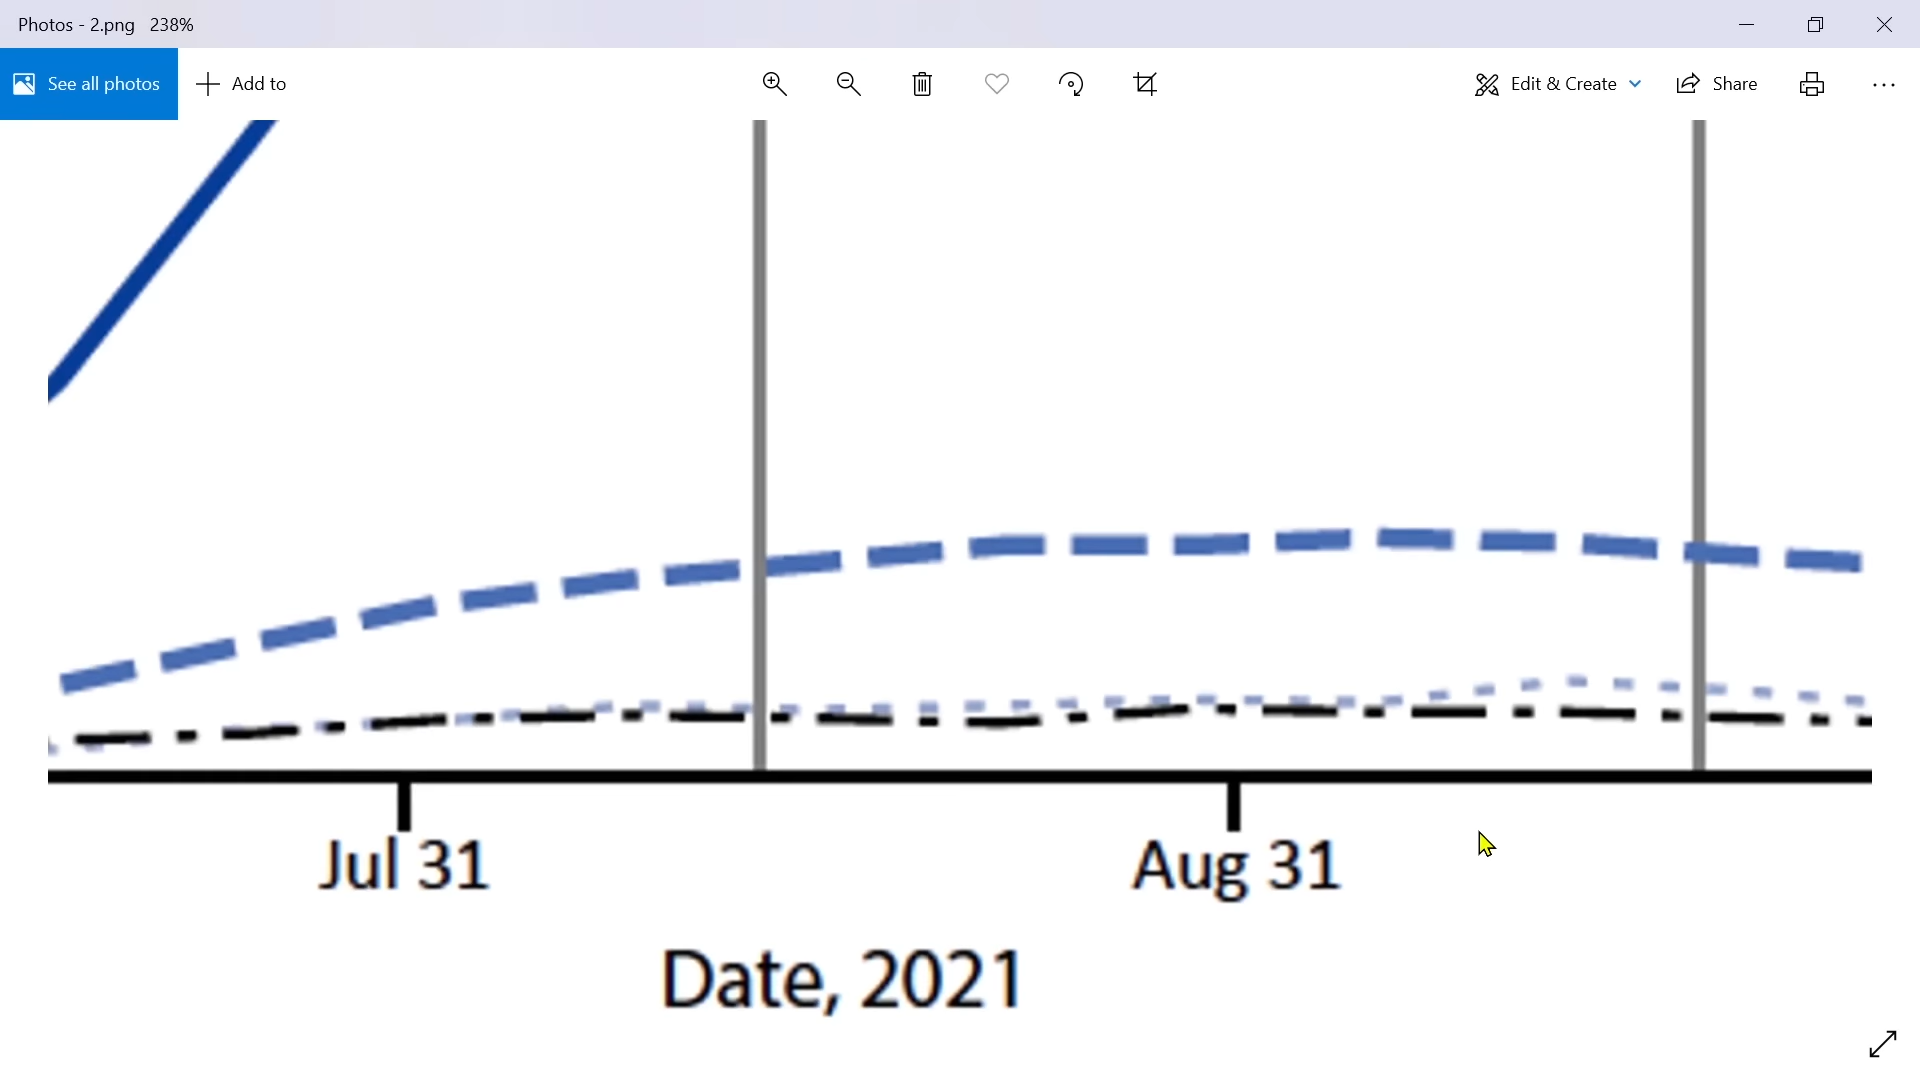 Photos - 2.png 238%
See all photos
Add to
Edit & Create
Share
Jul 31
Aug 31
Date, 2021